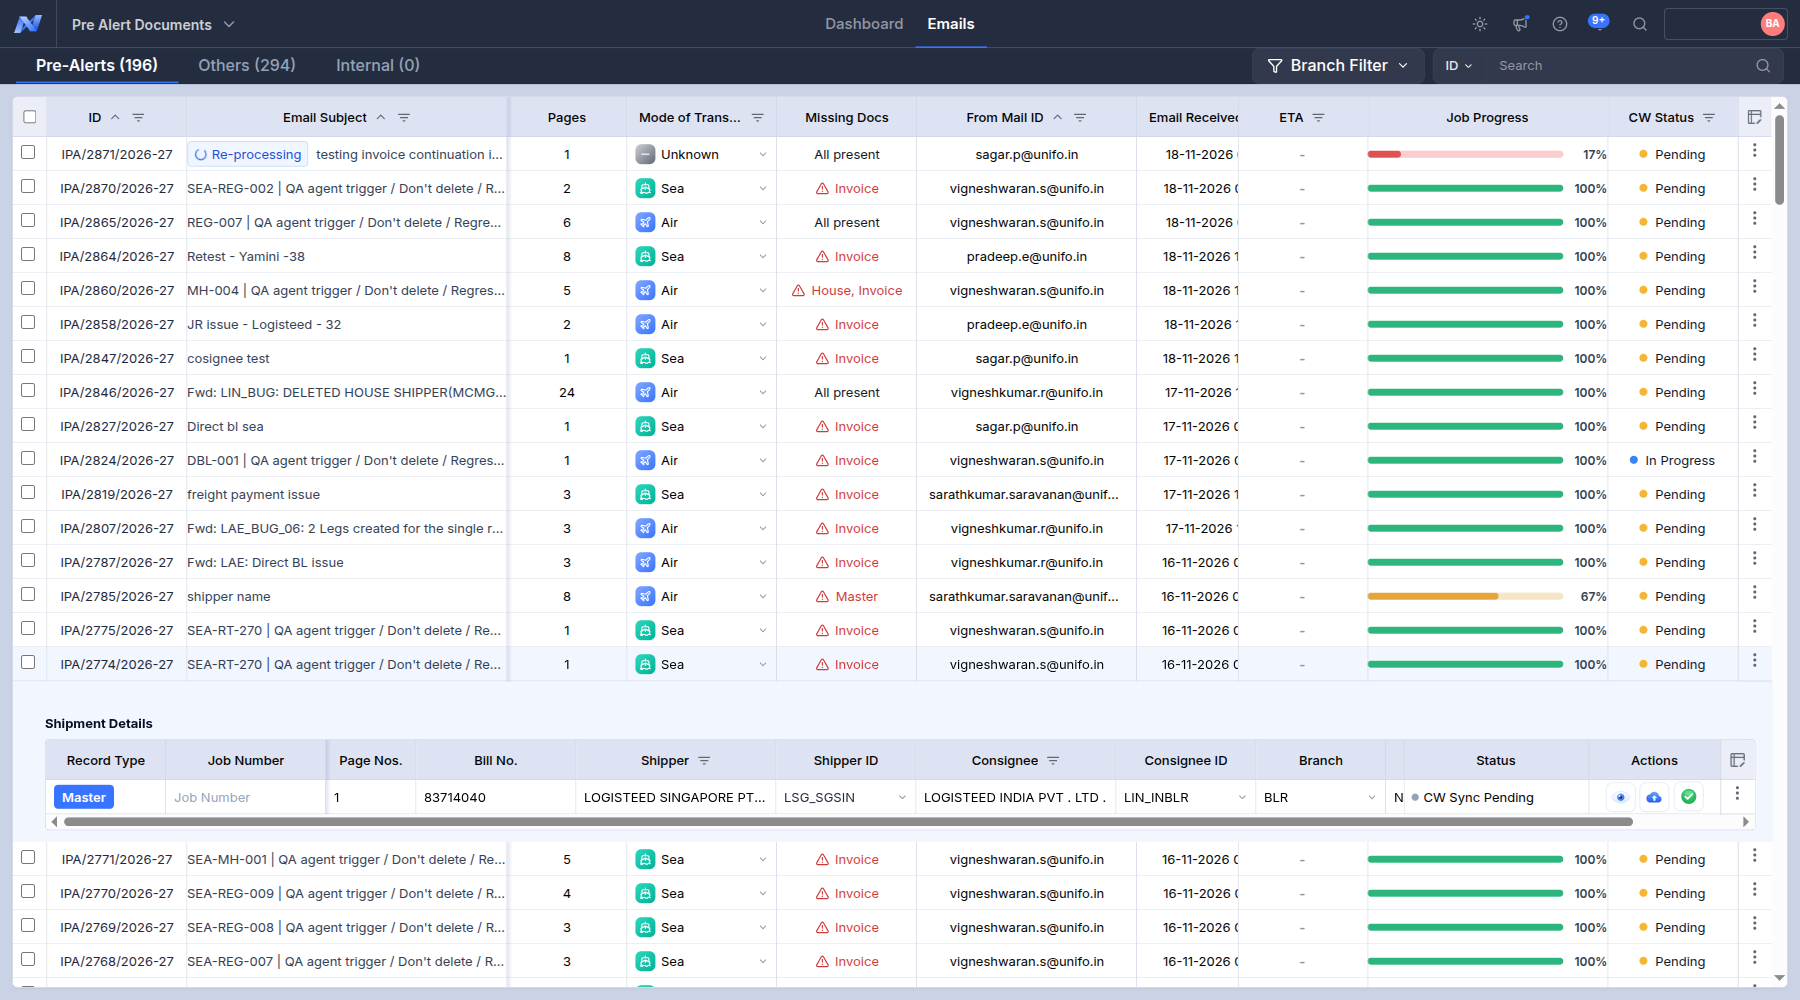 Pre Alert Documents Dashboard Emails 9+ BA
Pre-Alerts (196) Others (294) Internal (0) Branch Filter ID Search
ID Email Subject Pages Mode of Trans... Missing Docs From Mail ID Email Received ETA Job Progress CW Status
IPA/2871/2026-27 Re-processing testing invoice continuation i... 1 Unknown All present sagar.p@unifo.in 18-11-2026 - 17% Pending
IPA/2870/2026-27 SEA-REG-002 | QA agent trigger / Don't delete / R... 2 Sea Invoice vigneshwaran.s@unifo.in 18-11-2026 0 - 100% Pending
IPA/2865/2026-27 REG-007 | QA agent trigger / Don't delete / Regre... 6 Air All present vigneshwaran.s@unifo.in 18-11-2026 - 100% Pending
IPA/2864/2026-27 Retest - Yamini -38 8 Sea Invoice pradeep.e@unifo.in 18-11-2026 1 - 100% Pending
IPA/2860/2026-27 MH-004 | QA agent trigger / Don't delete / Regres... 5 Air House, Invoice vigneshwaran.s@unifo.in 18-11-2026 1 - 100% Pending
IPA/2858/2026-27 JR issue - Logisteed - 32 2 Air Invoice pradeep.e@unifo.in 18-11-2026 1 - 100% Pending
IPA/2847/2026-27 cosignee test 1 Sea Invoice sagar.p@unifo.in 18-11-2026 1 - 100% Pending
IPA/2846/2026-27 Fwd: LIN_BUG: DELETED HOUSE SHIPPER(MCMG... 24 Air All present vigneshkumar.r@unifo.in 17-11-2026 1 - 100% Pending
IPA/2827/2026-27 Direct bl sea 1 Sea Invoice sagar.p@unifo.in 17-11-2026 0 - 100% Pending
IPA/2824/2026-27 DBL-001 | QA agent trigger / Don't delete / Regres... 1 Air Invoice vigneshwaran.s@unifo.in 17-11-2026 0 - 100% In Progress
IPA/2819/2026-27 freight payment issue 3 Sea Invoice sarathkumar.saravanan@unif... 17-11-2026 1 - 100% Pending
IPA/2807/2026-27 Fwd: LAE_BUG_06: 2 Legs created for the single r... 3 Air Invoice vigneshkumar.r@unifo.in 17-11-2026 1 - 100% Pending
IPA/2787/2026-27 Fwd: LAE: Direct BL issue 3 Air Invoice vigneshkumar.r@unifo.in 16-11-2026 0 - 100% Pending
IPA/2785/2026-27 shipper name 8 Air Master sarathkumar.saravanan@unif... 16-11-2026 0 - 67% Pending
IPA/2775/2026-27 SEA-RT-270 | QA agent trigger / Don't delete / Re... 1 Sea Invoice vigneshwaran.s@unifo.in 16-11-2026 0 - 100% Pending
IPA/2774/2026-27 SEA-RT-270 | QA agent trigger / Don't delete / Re... 1 Sea Invoice vigneshwaran.s@unifo.in 16-11-2026 0 - 100% Pending
Shipment Details
Record Type Job Number Page Nos. Bill No. Shipper Shipper ID Consignee Consignee ID Branch Status Actions
Master Job Number 1 83714040 LOGISTEED SINGAPORE PT... LSG_SGSIN LOGISTEED INDIA PVT . LTD . LIN_INBLR BLR N CW Sync Pending
IPA/2771/2026-27 SEA-MH-001 | QA agent trigger / Don't delete / Re... 5 Sea Invoice vigneshwaran.s@unifo.in 16-11-2026 0 - 100% Pending
IPA/2770/2026-27 SEA-REG-009 | QA agent trigger / Don't delete / R... 4 Sea Invoice vigneshwaran.s@unifo.in 16-11-2026 0 - 100% Pending
IPA/2769/2026-27 SEA-REG-008 | QA agent trigger / Don't delete / R... 3 Sea Invoice vigneshwaran.s@unifo.in 16-11-2026 0 - 100% Pending
IPA/2768/2026-27 SEA-REG-007 | QA agent trigger / Don't delete / R... 3 Sea Invoice vigneshwaran.s@unifo.in 16-11-2026 0 - 100% Pending